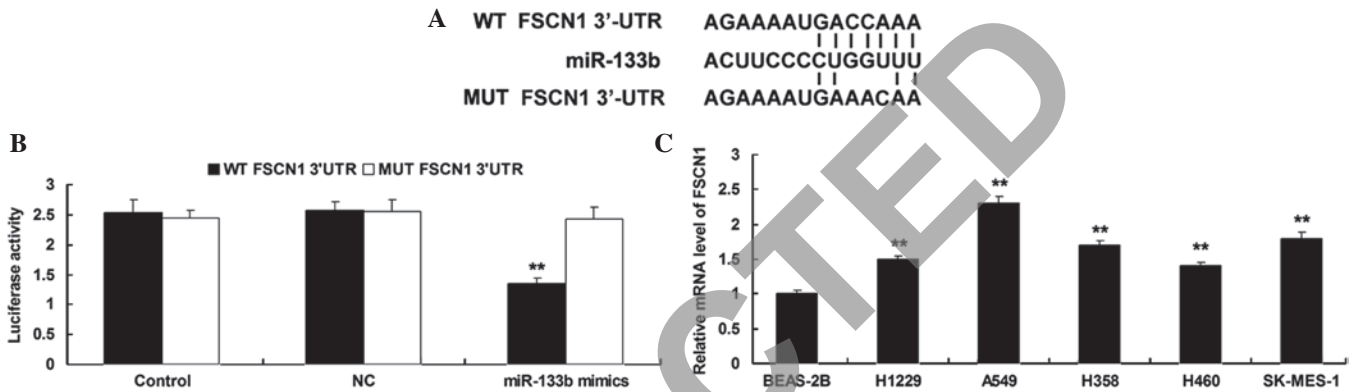 A WT FSCN1 3'-UTR AGAAAAUGACCAAA
miR-133b ACUUCCCCUGGUUU
MUT FSCN1 3'-UTR AGAAAAUGAAACAA
B
WT FSCN1 3'UTR MUT FSCN1 3'UTR
Luciferase activity
3
2.5
2
1.5
1
0.5
0
**
Control NC miR-133b mimics
C
Relative mRNA level of FSCN1
3
2.5
2
1.5
1
0.5
0
** ** ** ** **
BEAS-2B H1229 A549 H358 H460 SK-MES-1
CTED